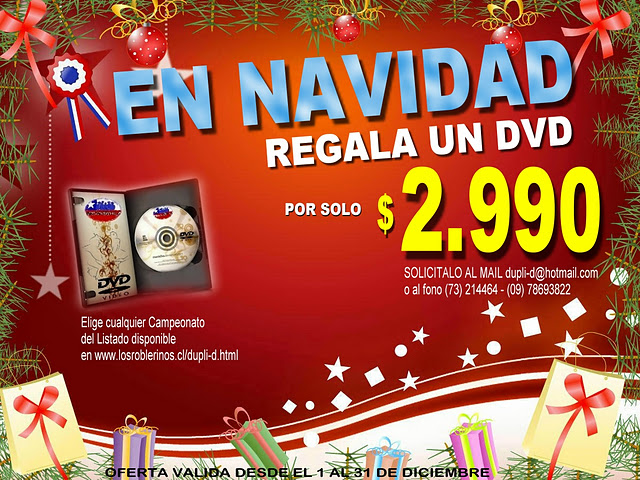 EN NAVIDAD
REGALA UN DVD
POR SOLO
$ 2.990
SOLICITALO AL MAIL dupli-d@hotmail.com
o al fono (73) 214464 - (09) 78693822
DVD
VIDEO
Elige cualquier Campeonato
del Listado disponible
en www.losroblerinos.cl/dupli-d.html
OFERTA VALIDA DESDE EL 1 AL 31 DE DICIEMBRE